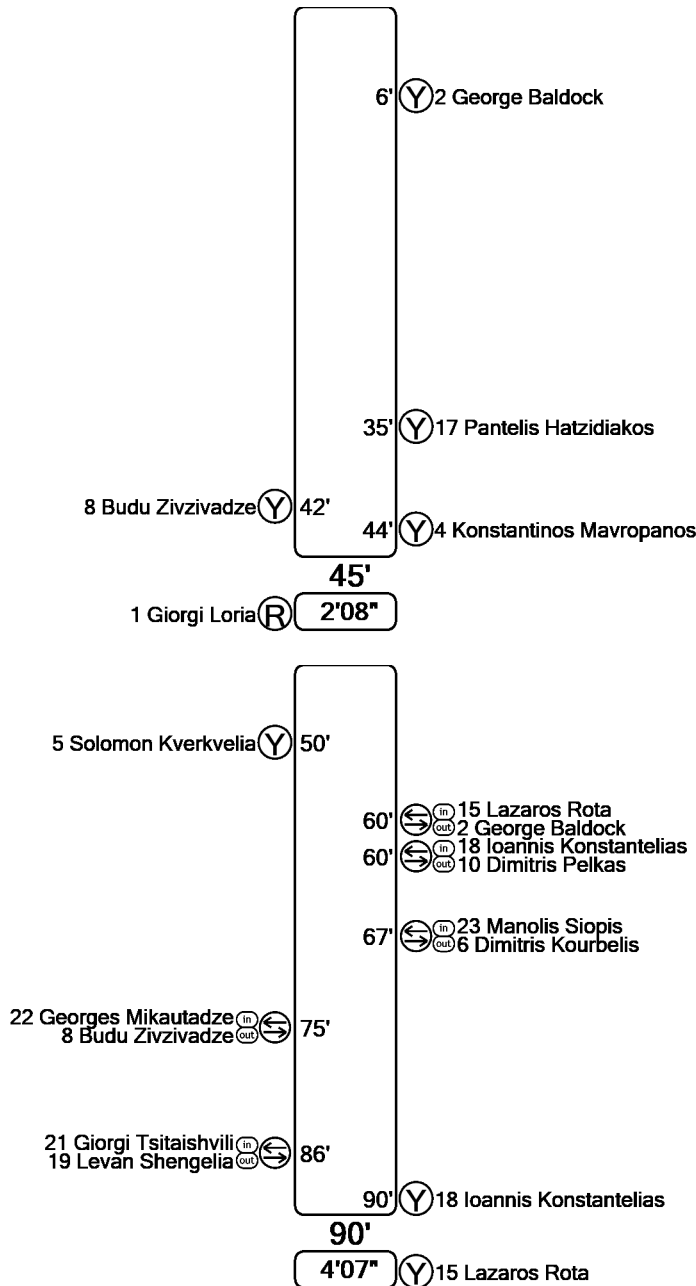 6' Y 2 George Baldock
35' Y 17 Pantelis Hatzidiakos
8 Budu Zivzivadze Y 42'
44' Y 4 Konstantinos Mavropanos
45'
1 Giorgi Loria R 2'08"
5 Solomon Kverkvelia Y 50'
60' in 15 Lazaros Rota
out 2 George Baldock
60' in 18 Ioannis Konstantelias
out 10 Dimitris Pelkas
67' in 23 Manolis Siopis
out 6 Dimitris Kourbelis
22 Georges Mikautadze in 75'
8 Budu Zivzivadze out
21 Giorgi Tsitaishvili in 86'
19 Levan Shengelia out
90' Y 18 Ioannis Konstantelias
90'
4'07" Y 15 Lazaros Rota